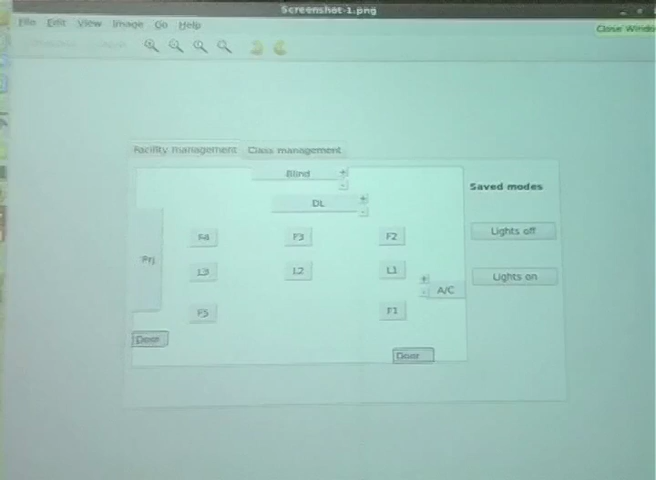 Screenshot-1.png
File Edit View Image Go Help
Close Windo
Facility management Class management
Blind +
-
Saved modes
DL +
-
F4 F3 F2 Lights off
Prj L3 L2 L1 + Lights on
- A/C
F5 F1
Door
Door